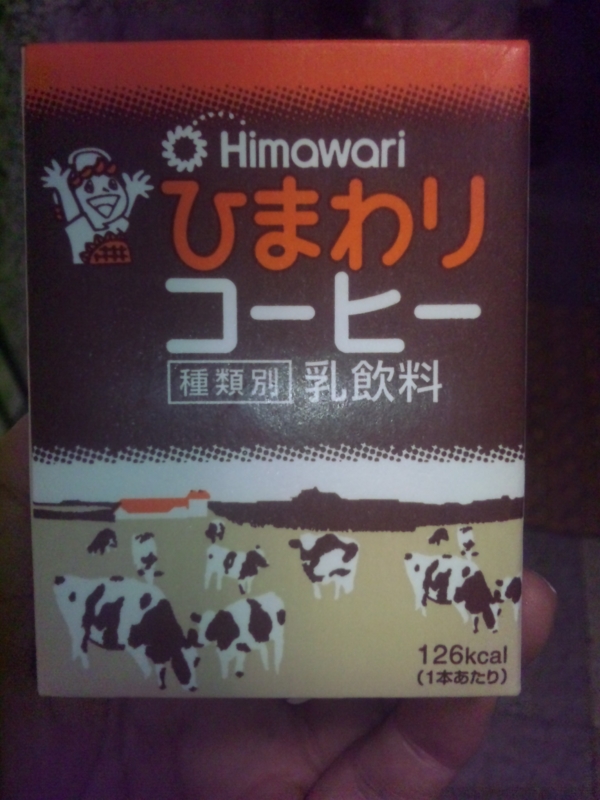 Himawari
ひまわり
コーヒー
種類別 乳飲料
126kcal
(1本あたり)